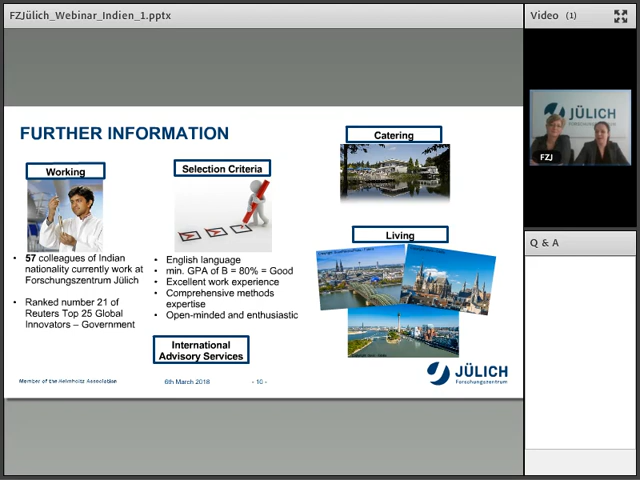 FZJülich_Webinar_Indien_1.pptx
Video (1)
JÜLICH
FZJ
Q & A
FURTHER INFORMATION
Working
• 57 colleagues of Indian
nationality currently work at
Forschungszentrum Jülich
• Ranked number 21 of
Reuters Top 25 Global
Innovators – Government
Selection Criteria
• English language
• min. GPA of B = 80% = Good
• Excellent work experience
• Comprehensive methods
expertise
• Open-minded and enthusiastic
International
Advisory Services
Catering
Living
Member of the Helmholtz Association
6th March 2018
- 10 -
JÜLICH
Forschungszentrum